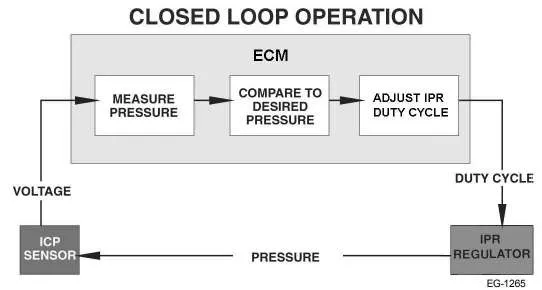 CLOSED LOOP OPERATION
ECM
MEASURE
PRESSURE
COMPARE TO
DESIRED
PRESSURE
ADJUST IPR
DUTY CYCLE
VOLTAGE
DUTY CYCLE
ICP
SENSOR
PRESSURE
IPR
REGULATOR
EG-1265